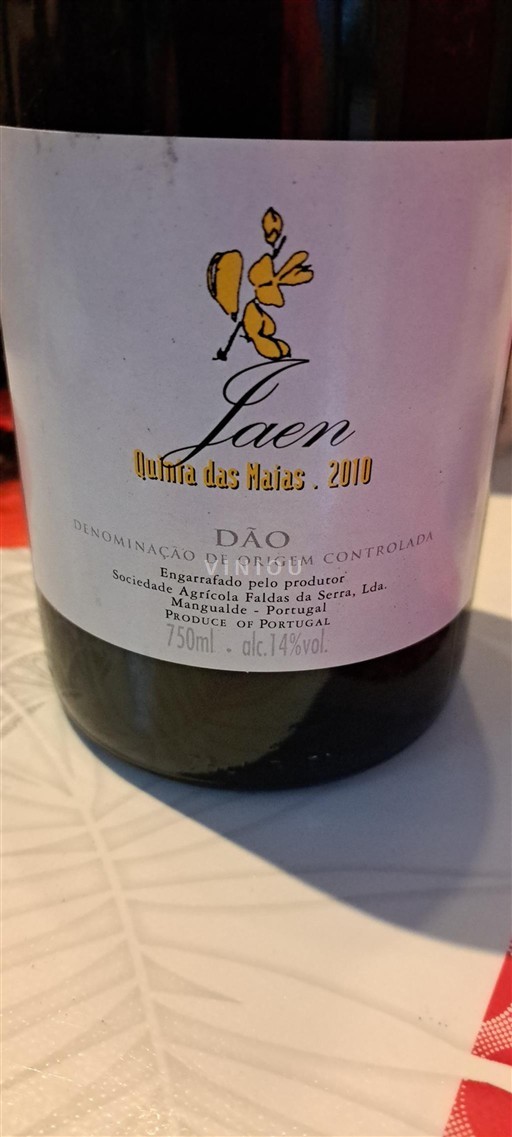 Jaen
Quinta das Maias . 2010
DÃO
DENOMINAÇÃO DE ORIGEM CONTROLADA
VINIOU
Engarrafado pelo produtor
Sociedade Agrícola Faldas da Serra, Lda.
Mangualde - Portugal
PRODUCE OF PORTUGAL
750ml . alc.14%vol.